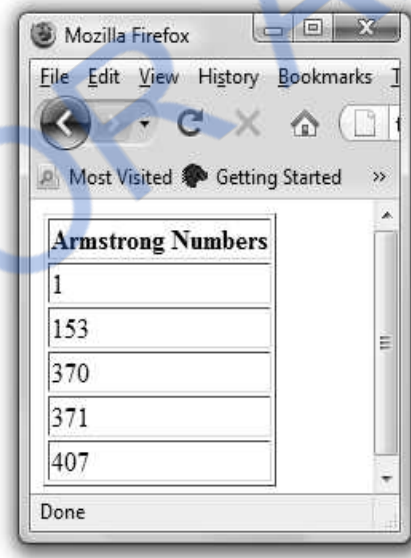 Mozilla Firefox
File Edit View History Bookmarks
Most Visited Getting Started »
Armstrong Numbers
1
153
370
371
407
Done